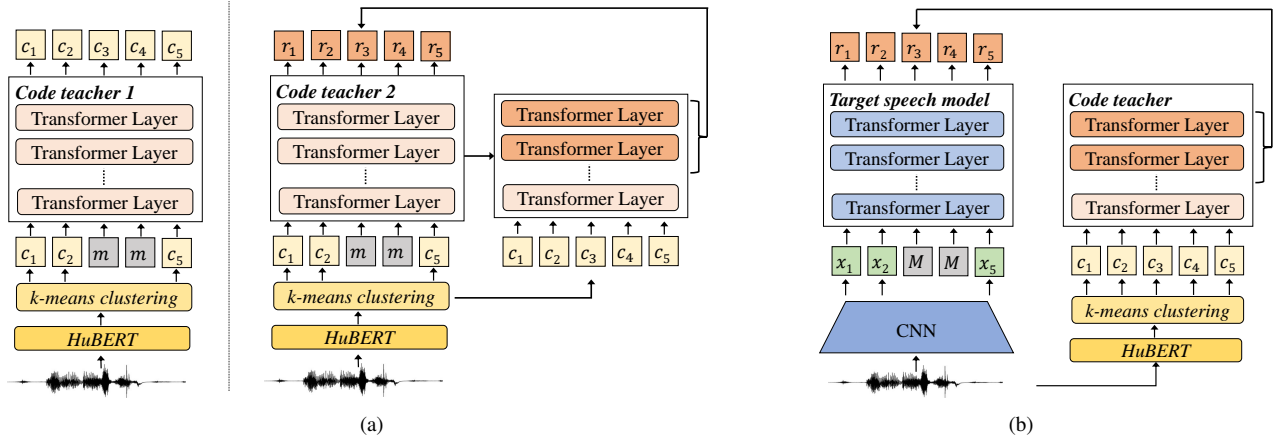 c₁ c₂ c₃ c₄ c₅
Code teacher 1
Transformer Layer
Transformer Layer
Transformer Layer
c₁ c₂ m m c₅
k-means clustering
HuBERT
r₁ r₂ r₃ r₄ r₅
Code teacher 2
Transformer Layer
Transformer Layer
Transformer Layer
c₁ c₂ m m c₅
k-means clustering
HuBERT
Transformer Layer
Transformer Layer
Transformer Layer
c₁ c₂ c₃ c₄ c₅
(a)
r₁ r₂ r₃ r₄ r₅
Target speech model
Transformer Layer
Transformer Layer
Transformer Layer
x₁ x₂ M M x₅
CNN
Code teacher
Transformer Layer
Transformer Layer
Transformer Layer
c₁ c₂ c₃ c₄ c₅
k-means clustering
HuBERT
(b)